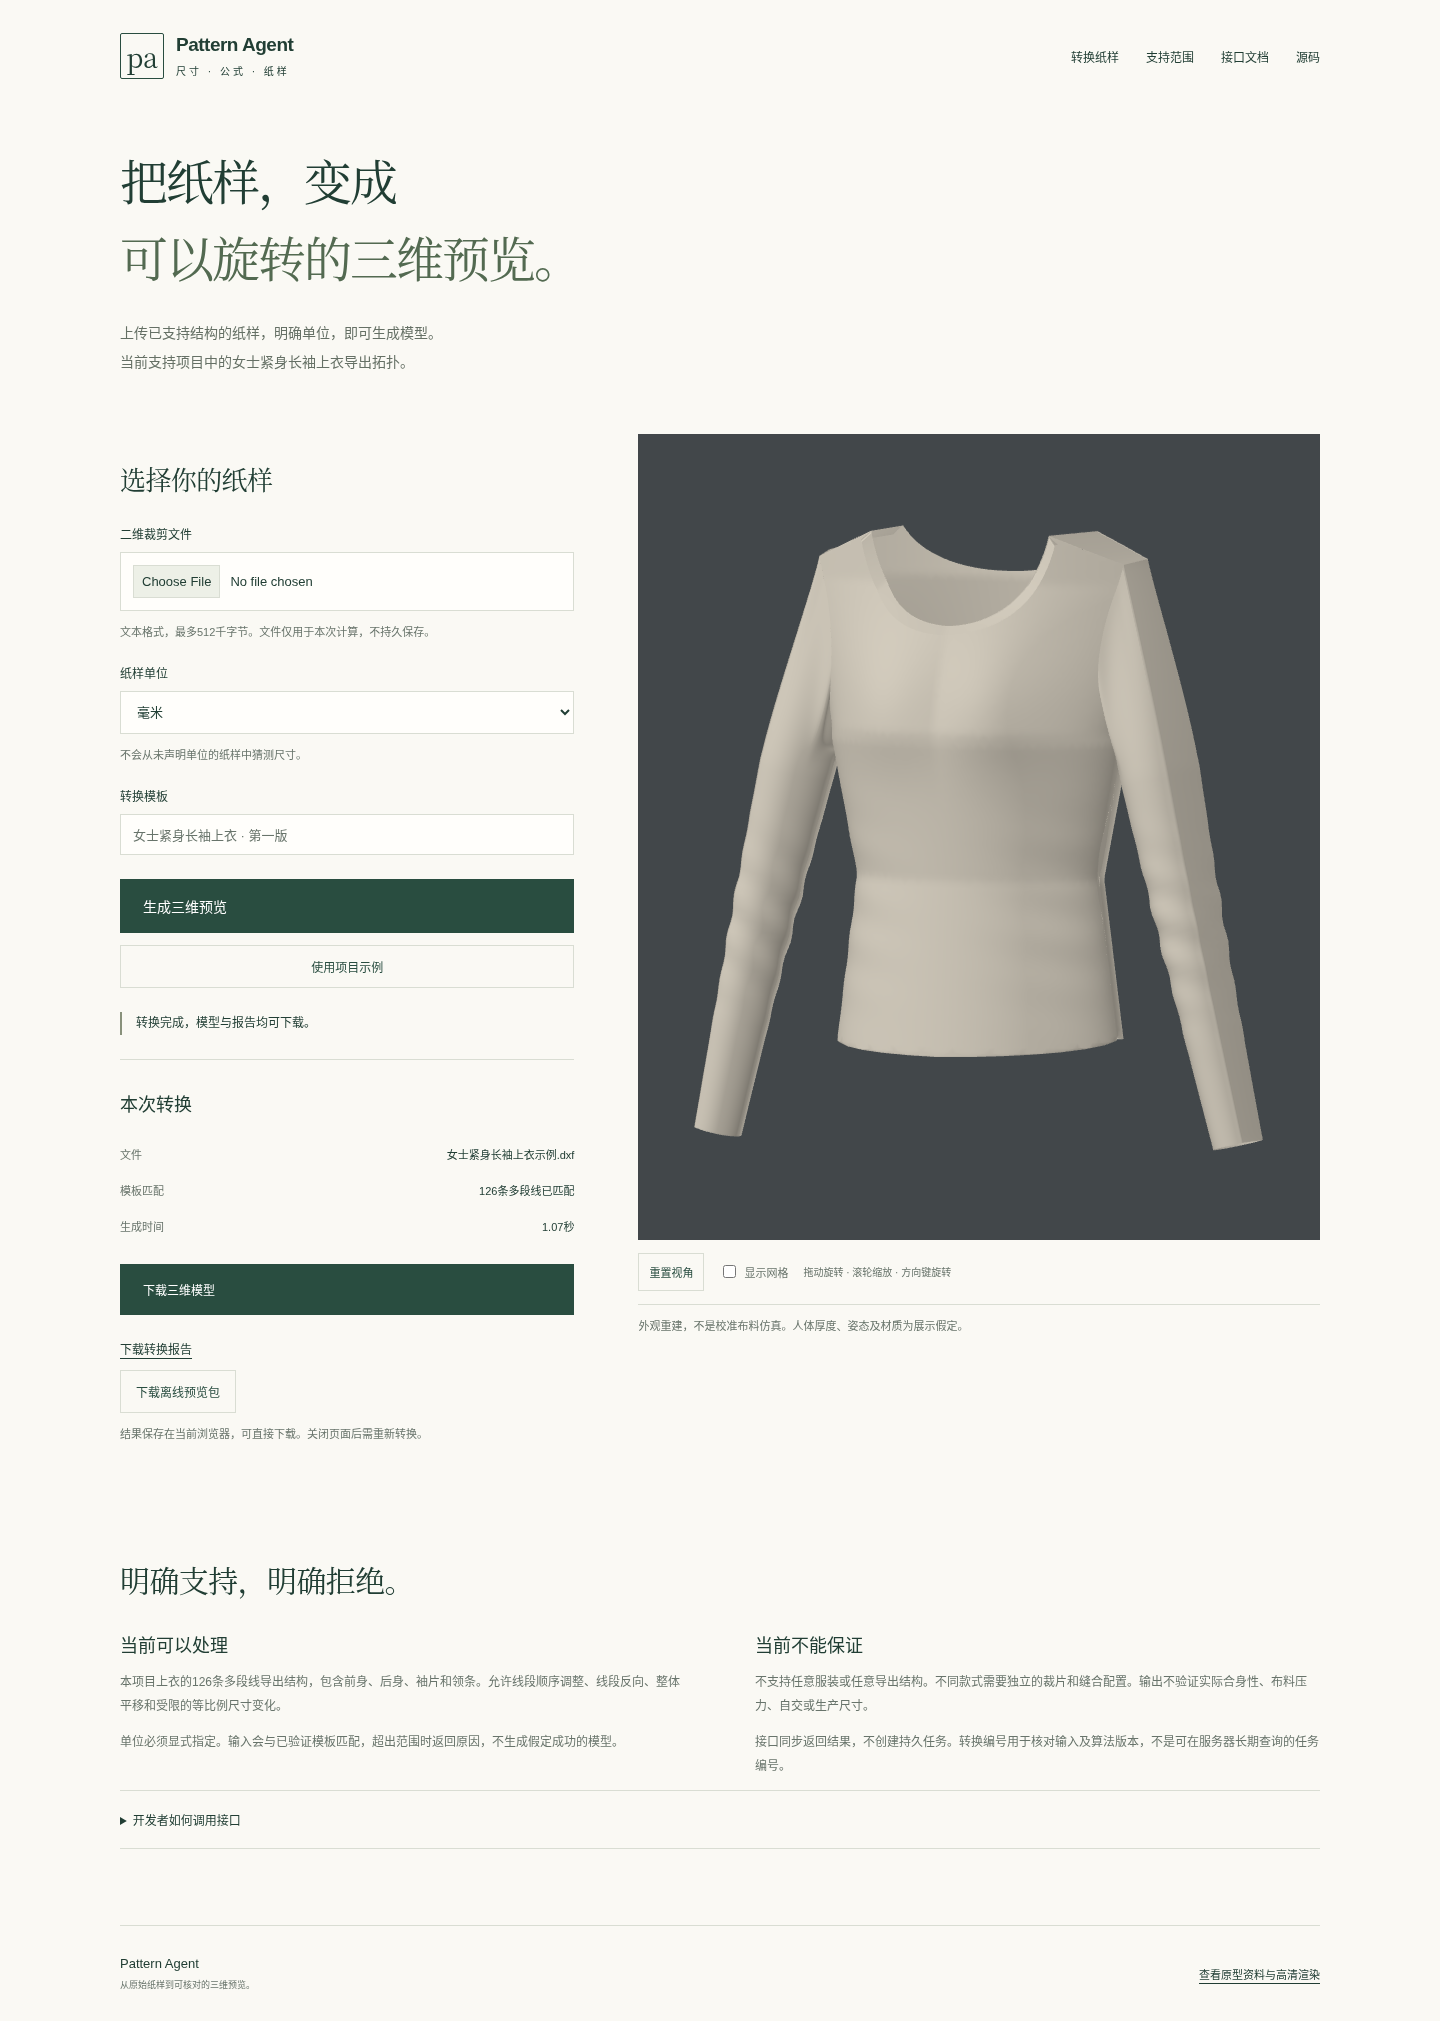 pa
Pattern Agent
尺寸 · 公式 · 纸样
转换纸样 支持范围 接口文档 源码
把纸样，变成
可以旋转的三维预览。
上传已支持结构的纸样，明确单位，即可生成模型。
当前支持项目中的女士紧身长袖上衣导出拓扑。
选择你的纸样
二维裁剪文件
Choose File No file chosen
文本格式，最多512千字节。文件仅用于本次计算，不持久保存。
纸样单位
毫米
不会从未声明单位的纸样中猜测尺寸。
转换模板
女士紧身长袖上衣 · 第一版
生成三维预览
使用项目示例
转换完成，模型与报告均可下载。
本次转换
文件 女士紧身长袖上衣示例.dxf
模板匹配 126条多段线已匹配
生成时间 1.07秒
下载三维模型
下载转换报告
下载离线预览包
结果保存在当前浏览器，可直接下载。关闭页面后需重新转换。
重置视角 显示网格 拖动旋转 · 滚轮缩放 · 方向键旋转
外观重建，不是校准布料仿真。人体厚度、姿态及材质为展示假定。
明确支持，明确拒绝。
当前可以处理
本项目上衣的126条多段线导出结构，包含前身、后身、袖片和领条。允许线段顺序调整、线段反向、整体
平移和受限的等比例尺寸变化。
单位必须显式指定。输入会与已验证模板匹配，超出范围时返回原因，不生成假定成功的模型。
当前不能保证
不支持任意服装或任意导出结构。不同款式需要独立的裁片和缝合配置。输出不验证实际合身性、布料压
力、自交或生产尺寸。
接口同步返回结果，不创建持久任务。转换编号用于核对输入及算法版本，不是可在服务器长期查询的任务
编号。
开发者如何调用接口
Pattern Agent
从原始纸样到可核对的三维预览。
查看原型资料与高清渲染